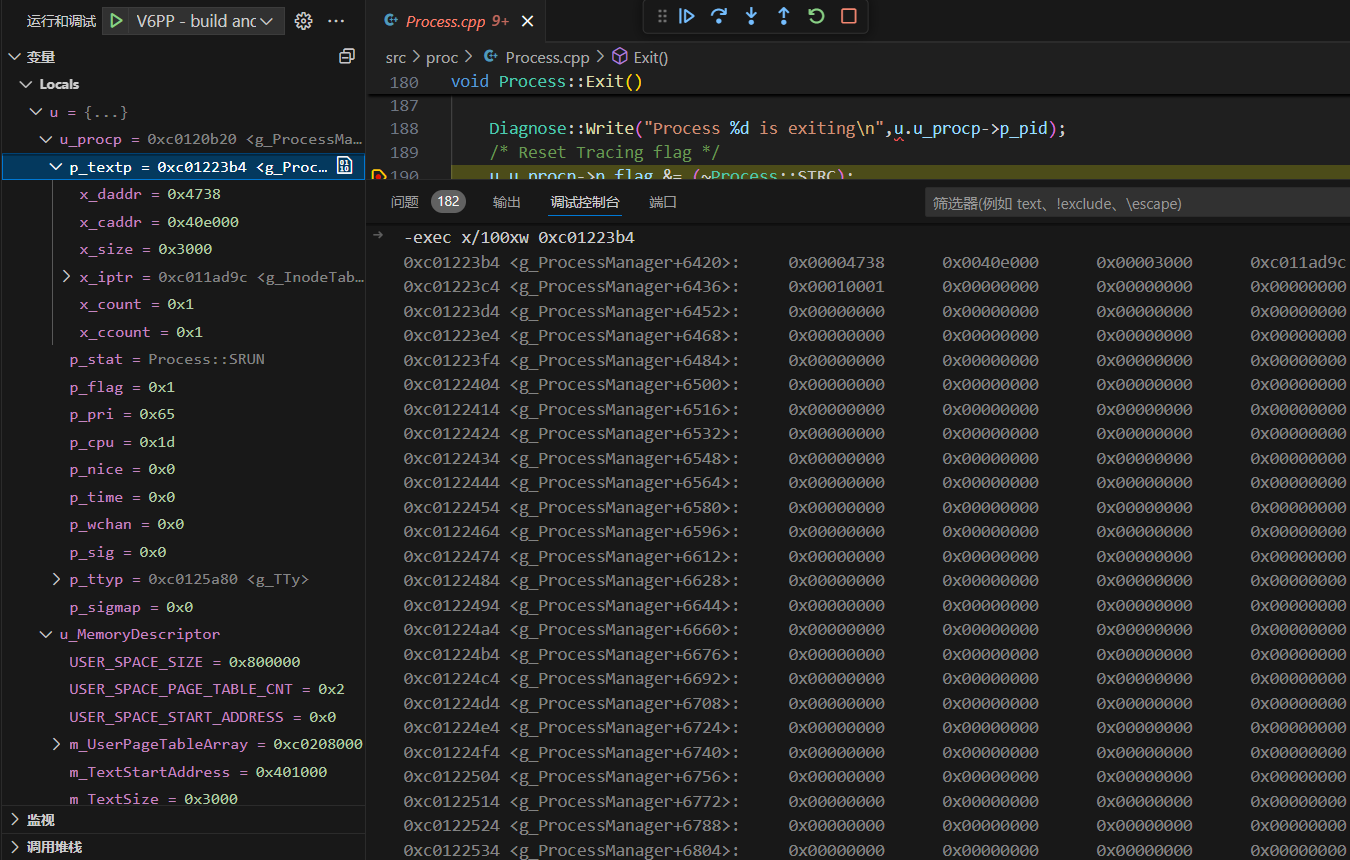 运行和调试 V6PP - build anc
变量
Locals
u = {...}
u_procp = 0xc0120b20 <g_ProcessMa...
p_textp = 0xc01223b4 <g_Proc...
x_daddr = 0x4738
x_caddr = 0x40e000
x_size = 0x3000
x_iptr = 0xc011ad9c <g_InodeTab...
x_count = 0x1
x_ccount = 0x1
p_stat = Process::SRUN
p_flag = 0x1
p_pri = 0x65
p_cpu = 0x1d
p_nice = 0x0
p_time = 0x0
p_wchan = 0x0
p_sig = 0x0
p_ttyp = 0xc0125a80 <g_TTy>
p_sigmap = 0x0
u_MemoryDescriptor
USER_SPACE_SIZE = 0x800000
USER_SPACE_PAGE_TABLE_CNT = 0x2
USER_SPACE_START_ADDRESS = 0x0
m_UserPageTableArray = 0xc0208000
m_TextStartAddress = 0x401000
m_TextSize = 0x3000
监视
调用堆栈
Process.cpp 9+
src > proc > Process.cpp > Exit()
180 void Process::Exit()
187
188 Diagnose::Write("Process %d is exiting\n",u.u_procp->p_pid);
189 /* Reset Tracing flag */
190 u.u_procp->p_flag &= (~Process::STRC);
问题 182 输出 调试控制台 端口 筛选器(例如 text、!exclude、\escape)
-exec x/100xw 0xc01223b4
0xc01223b4 <g_ProcessManager+6420>: 0x00004738 0x0040e000 0x00003000 0xc011ad9c
0xc01223c4 <g_ProcessManager+6436>: 0x00010001 0x00000000 0x00000000 0x00000000
0xc01223d4 <g_ProcessManager+6452>: 0x00000000 0x00000000 0x00000000 0x00000000
0xc01223e4 <g_ProcessManager+6468>: 0x00000000 0x00000000 0x00000000 0x00000000
0xc01223f4 <g_ProcessManager+6484>: 0x00000000 0x00000000 0x00000000 0x00000000
0xc0122404 <g_ProcessManager+6500>: 0x00000000 0x00000000 0x00000000 0x00000000
0xc0122414 <g_ProcessManager+6516>: 0x00000000 0x00000000 0x00000000 0x00000000
0xc0122424 <g_ProcessManager+6532>: 0x00000000 0x00000000 0x00000000 0x00000000
0xc0122434 <g_ProcessManager+6548>: 0x00000000 0x00000000 0x00000000 0x00000000
0xc0122444 <g_ProcessManager+6564>: 0x00000000 0x00000000 0x00000000 0x00000000
0xc0122454 <g_ProcessManager+6580>: 0x00000000 0x00000000 0x00000000 0x00000000
0xc0122464 <g_ProcessManager+6596>: 0x00000000 0x00000000 0x00000000 0x00000000
0xc0122474 <g_ProcessManager+6612>: 0x00000000 0x00000000 0x00000000 0x00000000
0xc0122484 <g_ProcessManager+6628>: 0x00000000 0x00000000 0x00000000 0x00000000
0xc0122494 <g_ProcessManager+6644>: 0x00000000 0x00000000 0x00000000 0x00000000
0xc01224a4 <g_ProcessManager+6660>: 0x00000000 0x00000000 0x00000000 0x00000000
0xc01224b4 <g_ProcessManager+6676>: 0x00000000 0x00000000 0x00000000 0x00000000
0xc01224c4 <g_ProcessManager+6692>: 0x00000000 0x00000000 0x00000000 0x00000000
0xc01224d4 <g_ProcessManager+6708>: 0x00000000 0x00000000 0x00000000 0x00000000
0xc01224e4 <g_ProcessManager+6724>: 0x00000000 0x00000000 0x00000000 0x00000000
0xc01224f4 <g_ProcessManager+6740>: 0x00000000 0x00000000 0x00000000 0x00000000
0xc0122504 <g_ProcessManager+6756>: 0x00000000 0x00000000 0x00000000 0x00000000
0xc0122514 <g_ProcessManager+6772>: 0x00000000 0x00000000 0x00000000 0x00000000
0xc0122524 <g_ProcessManager+6788>: 0x00000000 0x00000000 0x00000000 0x00000000
0xc0122534 <g_ProcessManager+6804>: 0x00000000 0x00000000 0x00000000 0x00000000